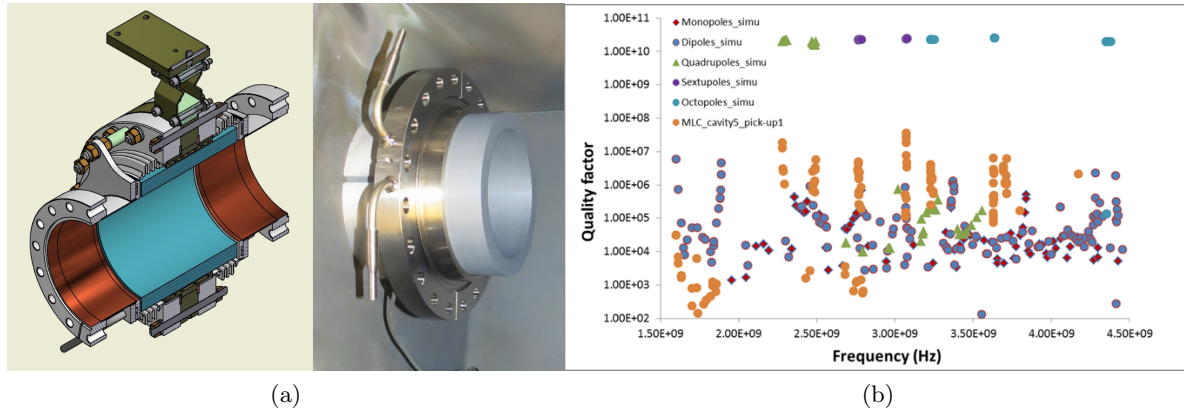 1.00E+11
1.00E+10
1.00E+09
1.00E+08
1.00E+07
1.00E+06
1.00E+05
1.00E+04
1.00E+03
1.00E+02
Quality factor
Monopoles_simu
Dipoles_simu
Quadrupoles_simu
Sextupoles_simu
Octopoles_simu
MLC_cavity5_pick-up1
1.50E+09 2.00E+09 2.50E+09 3.00E+09 3.50E+09 4.00E+09 4.50E+09
Frequency (Hz)
(a) (b)